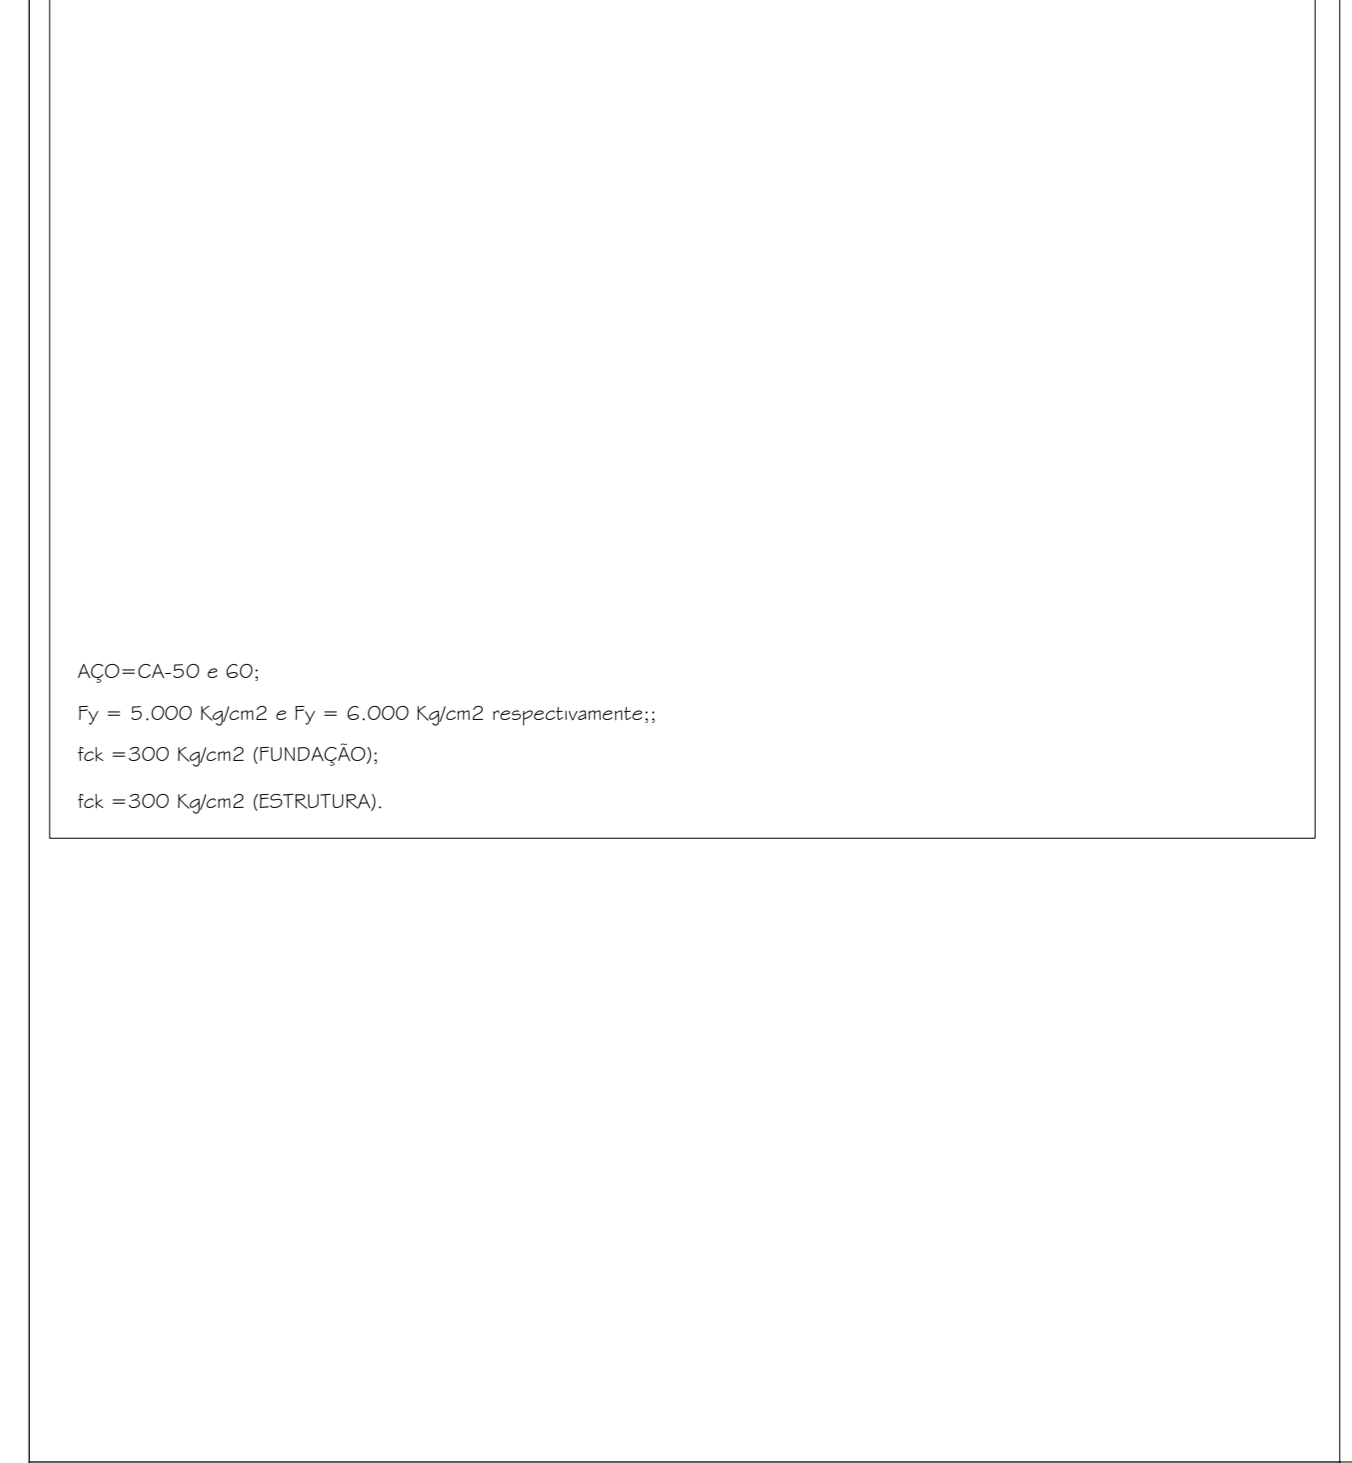 AÇO=CA-50 e 60;
Fy = 5.000 Kg/cm2 e Fy = 6.000 Kg/cm2 respectivamente;;
fck =300 Kg/cm2 (FUNDAÇÃO);
fck =300 Kg/cm2 (ESTRUTURA).